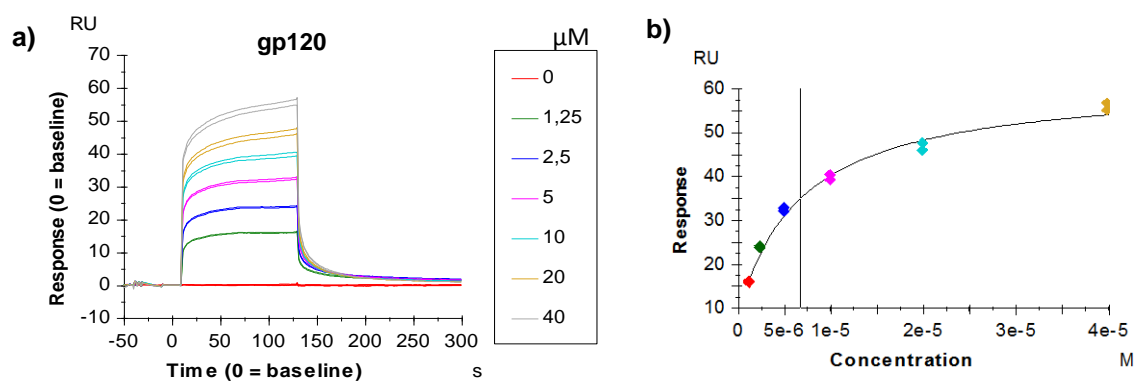 a)
RU
gp120
Response (0 = baseline)
70
60
50
40
30
20
10
0
-10
-50 0 50 100 150 200 250 300
Time (0 = baseline) s
µM
0
1,25
2,5
5
10
20
40
b)
RU
Response
60
50
40
30
20
10
0 5e-6 1e-5 2e-5 3e-5 4e-5
Concentration M